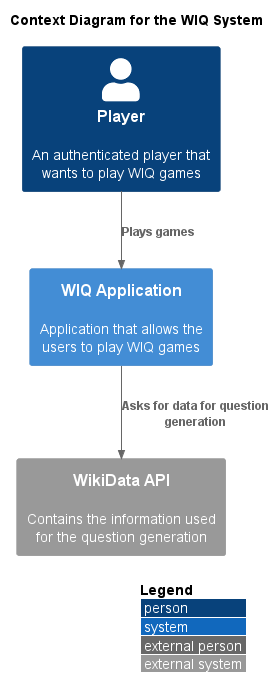 Context Diagram for the WIQ System
Player
An authenticated player that
wants to play WIQ games
Plays games
WIQ Application
Application that allows the
users to play WIQ games
Asks for data for question
generation
WikiData API
Contains the information used
for the question generation
Legend
person
system
external person
external system